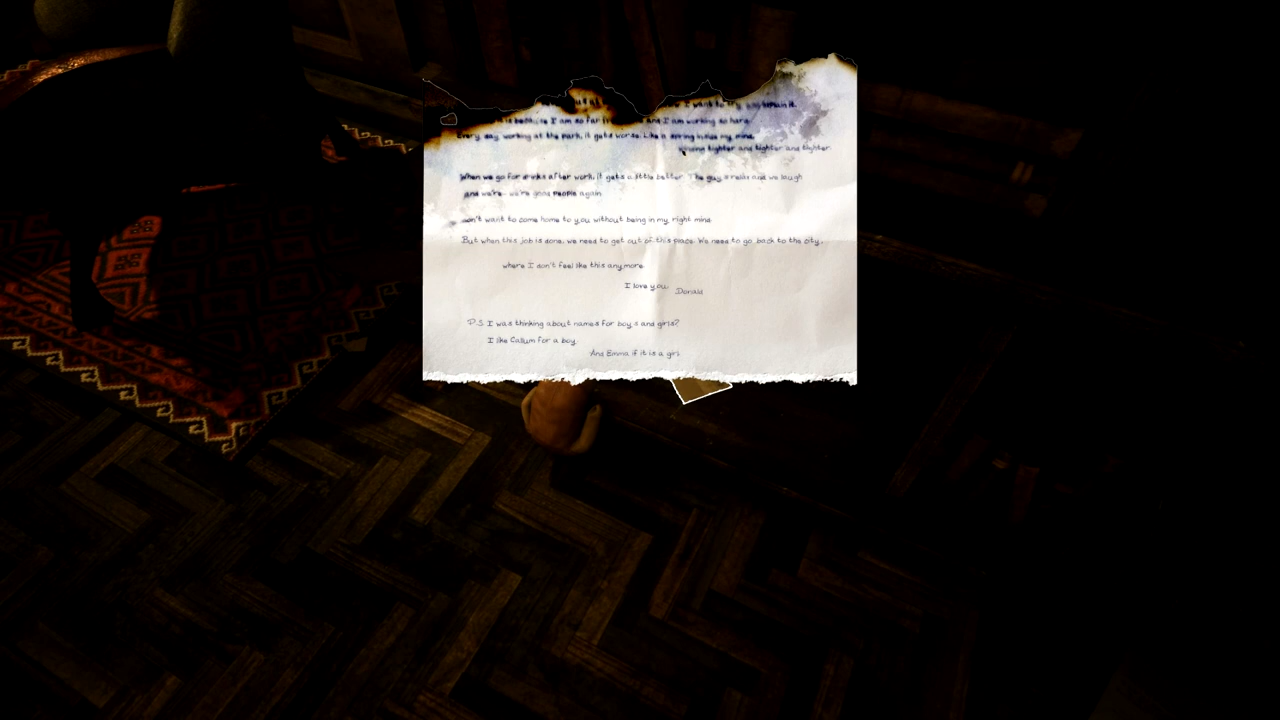 I want to try
is because I am so far and I am working so hard
Every day, working at the park, it gets worse. Like a spring inside my mind,
tighter and tighter and tighter.
When we go for drinks after work, it gets a little better. The guys relax and we laugh
and we're- we're good people again.
don't want to come home to you without being in my right mind.
But when this job is done, we need to get out of this place. We need to go back to the city,
where I don't feel like this anymore.
I love you. Donald
P.S. I was thinking about names for boys and girls?
I like Callum for a boy.
And Emma if it is a girl.